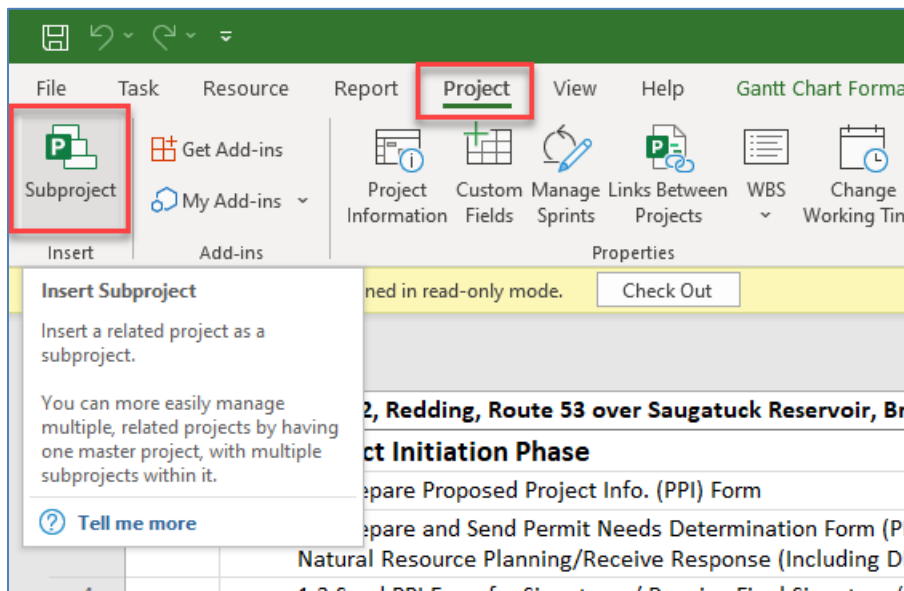 File Task Resource Report Project View Help Gantt Chart Forma
Subproject
Get Add-ins
My Add-ins
Project Information
Custom Fields
Manage Sprints
Links Between Projects
WBS
Change Working Tin
Insert Add-ins Properties
ned in read-only mode. Check Out
Insert Subproject
Insert a related project as a
subproject.
You can more easily manage
multiple, related projects by having
one master project, with multiple
subprojects within it.
Tell me more
2, Redding, Route 53 over Saugatuck Reservoir, Br
ct Initiation Phase
epare Proposed Project Info. (PPI) Form
epare and Send Permit Needs Determination Form (P
Natural Resource Planning/Receive Response (Including D